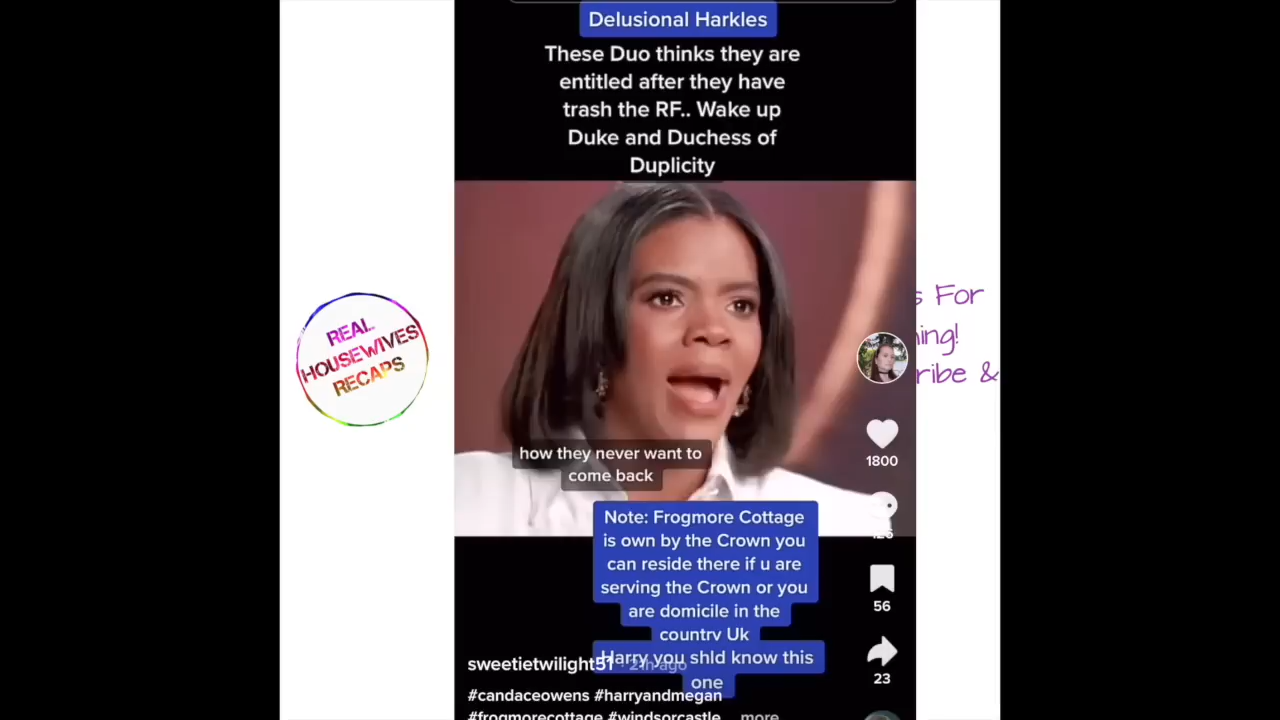 Delusional Harkles
These Duo thinks they are
entitled after they have
trash the RF.. Wake up
Duke and Duchess of
Duplicity
REAL
HOUSEWIVES
RECAPS
s For
ing!
ribe &
how they never want to
come back
1800
Note: Frogmore Cottage
is own by the Crown you
can reside there if u are
serving the Crown or you
are domicile in the
country Uk
Harry you shld know this
one
56
23
sweetietwilight51 · 21h ago
#candaceowens #harryandmegan
#frogmorecottage #windsorcastle more